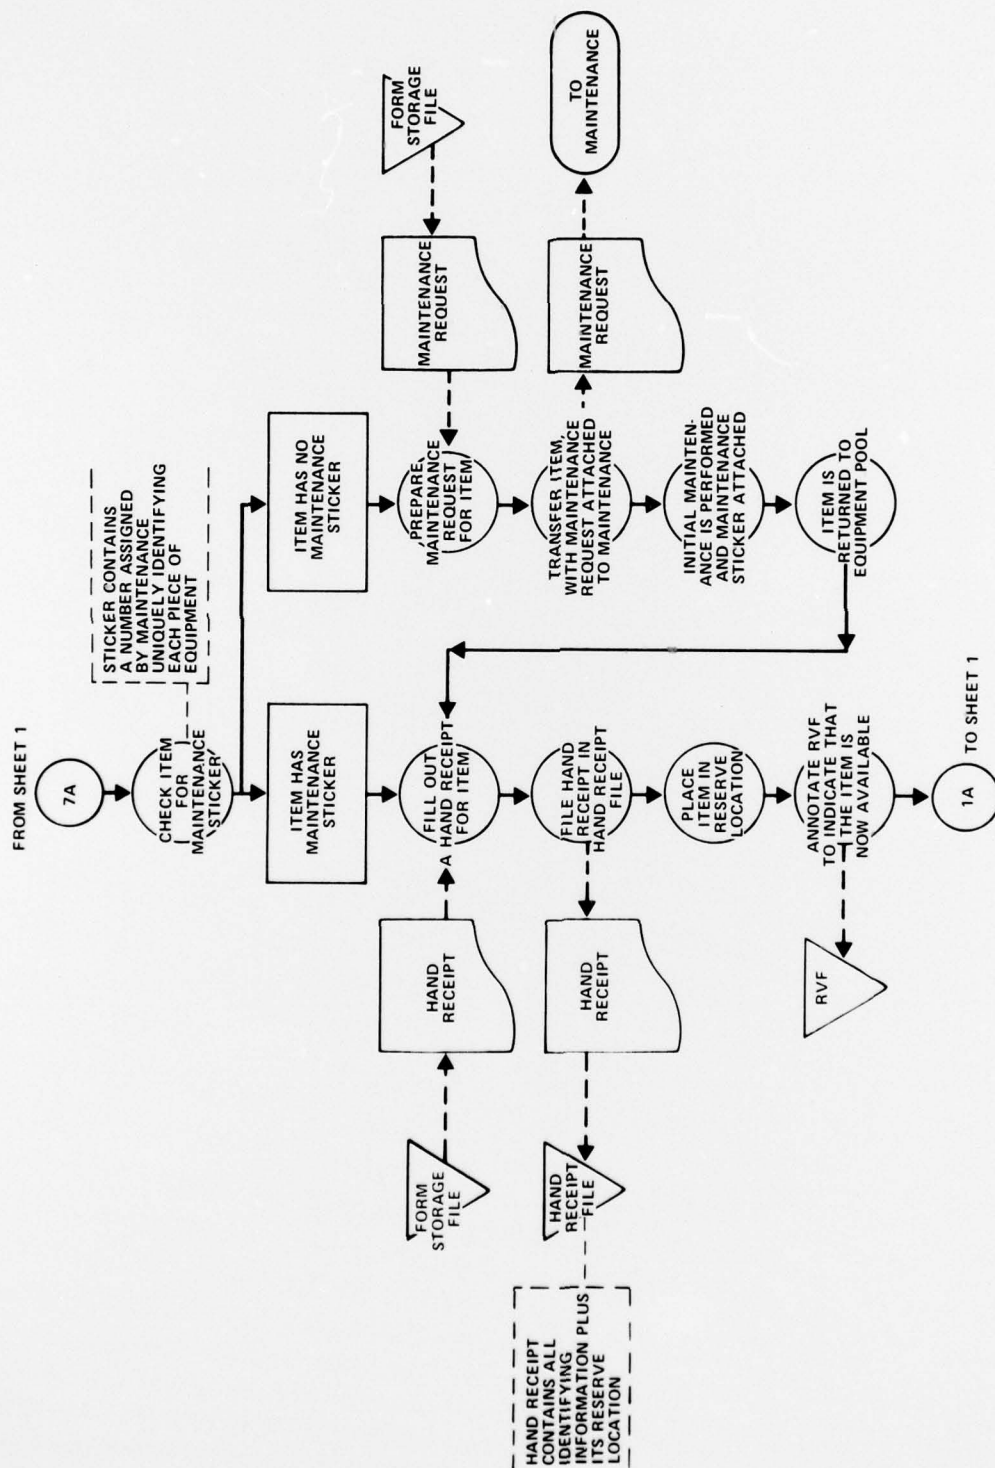 FROM SHEET 1
7A
CHECK ITEM
FOR
MAINTENANCE
STICKER
STICKER CONTAINS
A NUMBER ASSIGNED
BY MAINTENANCE
UNIQUELY IDENTIFYING
EACH PIECE OF
EQUIPMENT
ITEM HAS
MAINTENANCE
STICKER
ITEM HAS NO
MAINTENANCE
STICKER
FORM
STORAGE
FILE
HAND
RECEIPT
FILL OUT
A HAND RECEIPT
FOR ITEM
PREPARE
MAINTENANCE
REQUEST
FOR ITEM
MAINTENANCE
REQUEST
FORM
STORAGE
FILE
HAND RECEIPT
CONTAINS ALL
IDENTIFYING
INFORMATION PLUS
ITS RESERVE
LOCATION
HAND
RECEIPT
FILE
HAND
RECEIPT
FILE HAND
RECEIPT IN
HAND RECEIPT
FILE
TRANSFER ITEM,
WITH MAINTENANCE
REQUEST ATTACHED
TO MAINTENANCE
MAINTENANCE
REQUEST
TO
MAINTENANCE
PLACE
ITEM IN
RESERVE
LOCATION
INITIAL MAINTEN-
ANCE IS PERFORMED
AND MAINTENANCE
STICKER ATTACHED
RVF
ANNOTATE RVF
TO INDICATE THAT
THE ITEM IS
NOW AVAILABLE
ITEM IS
RETURNED TO
EQUIPMENT POOL
1A
TO SHEET 1